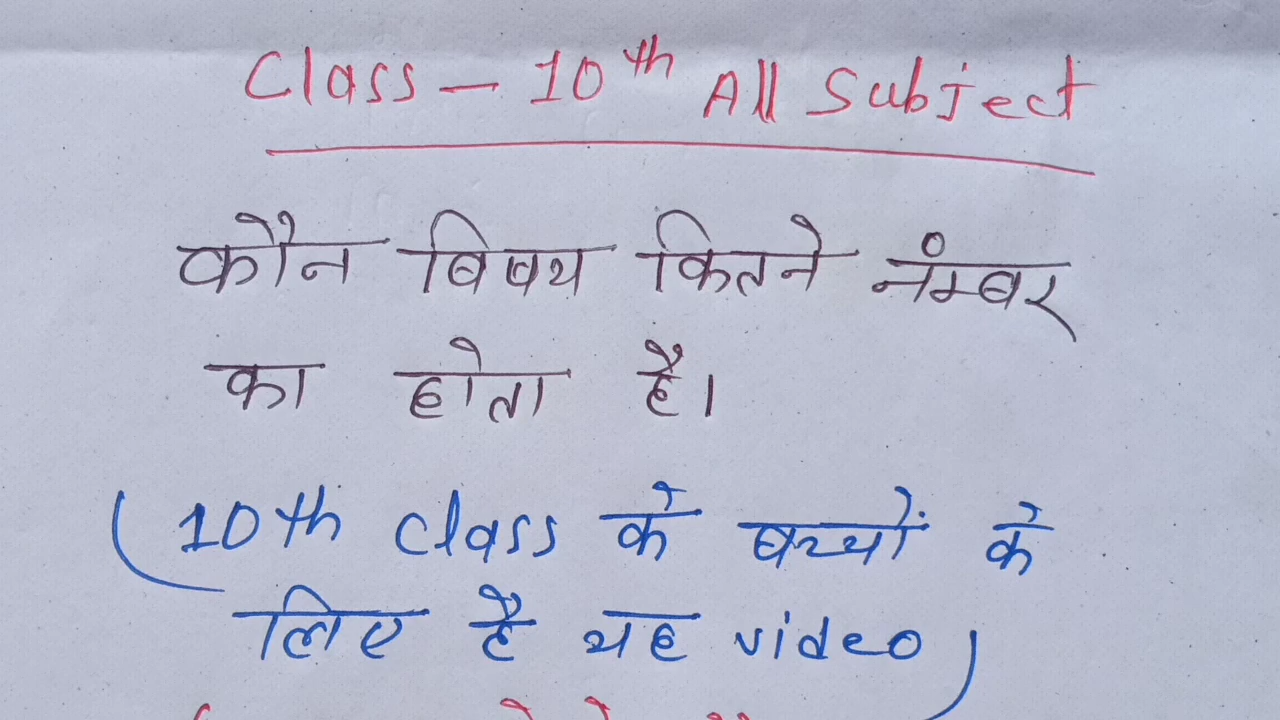 Class - 10th All Subject
कौन बिषय कितने नंम्बर
का होता है।
(10th class के बच्चों के
लिए है यह video)